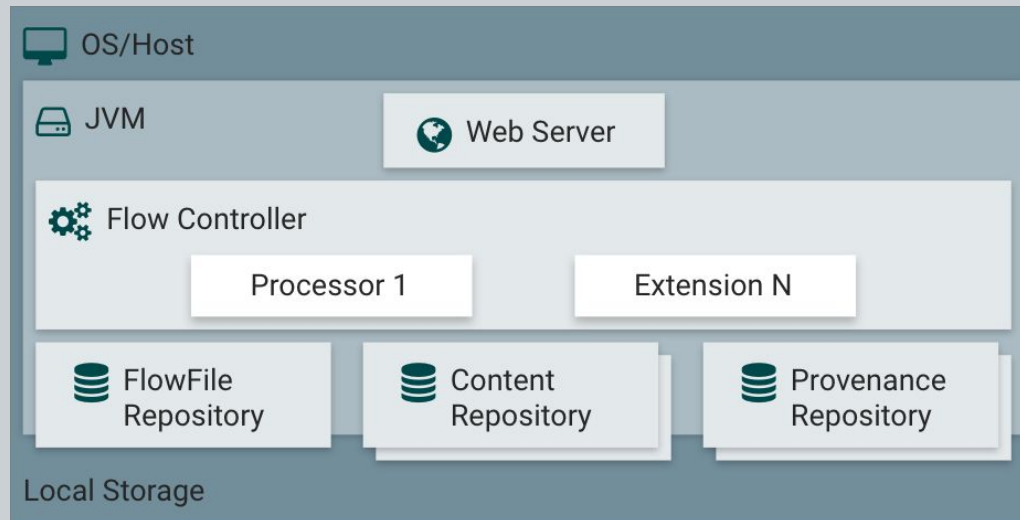 OS/Host
JVM
Web Server
Flow Controller
Processor 1
Extension N
FlowFile
Repository
Content
Repository
Provenance
Repository
Local Storage